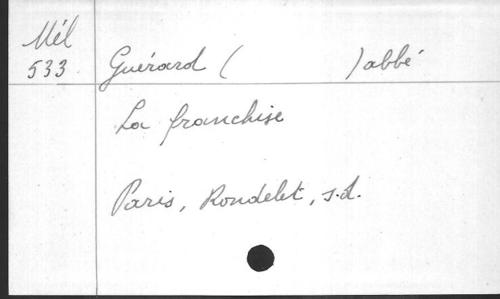 Mél
533
Guérard (          ) abbé
La franchise
Paris, Rondelet, s.d.